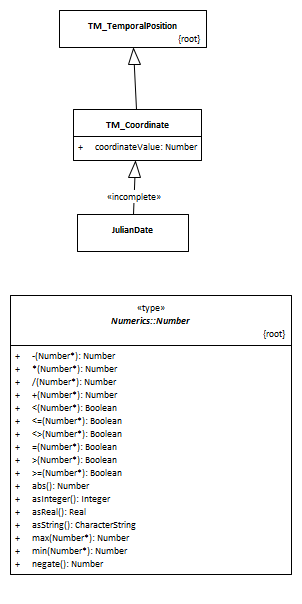 TM_TemporalPosition
{root}
TM_Coordinate
+ coordinateValue: Number
«incomplete»
JulianDate
«type»
Numerics::Number
{root}
+ -(Number*): Number
+ *(Number*): Number
+ /(Number*): Number
+ +(Number*): Number
+ <(Number*): Boolean
+ <=(Number*): Boolean
+ <>(Number*): Boolean
+ =(Number*): Boolean
+ >(Number*): Boolean
+ >=(Number*): Boolean
+ abs(): Number
+ asInteger(): Integer
+ asReal(): Real
+ asString(): CharacterString
+ max(Number*): Number
+ min(Number*): Number
+ negate(): Number